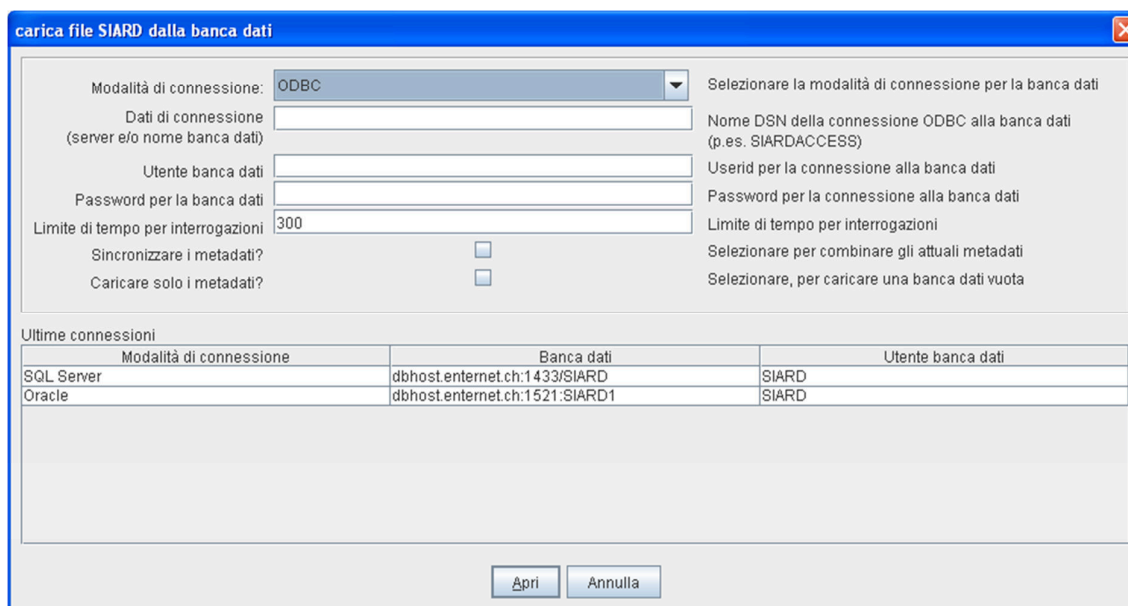 carica file SIARD dalla banca dati
Modalità di connessione: ODBC Selezionare la modalità di connessione per la banca dati
Dati di connessione
(server e/o nome banca dati)
Nome DSN della connessione ODBC alla banca dati
(p.es. SIARDACCESS)
Utente banca dati Userid per la connessione alla banca dati
Password per la banca dati Password per la connessione alla banca dati
Limite di tempo per interrogazioni 300 Limite di tempo per interrogazioni
Sincronizzare i metadati? Selezionare per combinare gli attuali metadati
Caricare solo i metadati? Selezionare, per caricare una banca dati vuota
Ultime connessioni
Modalità di connessione Banca dati Utente banca dati
SQL Server dbhost.enternet.ch:1433/SIARD SIARD
Oracle dbhost.enternet.ch:1521:SIARD1 SIARD
Apri Annulla